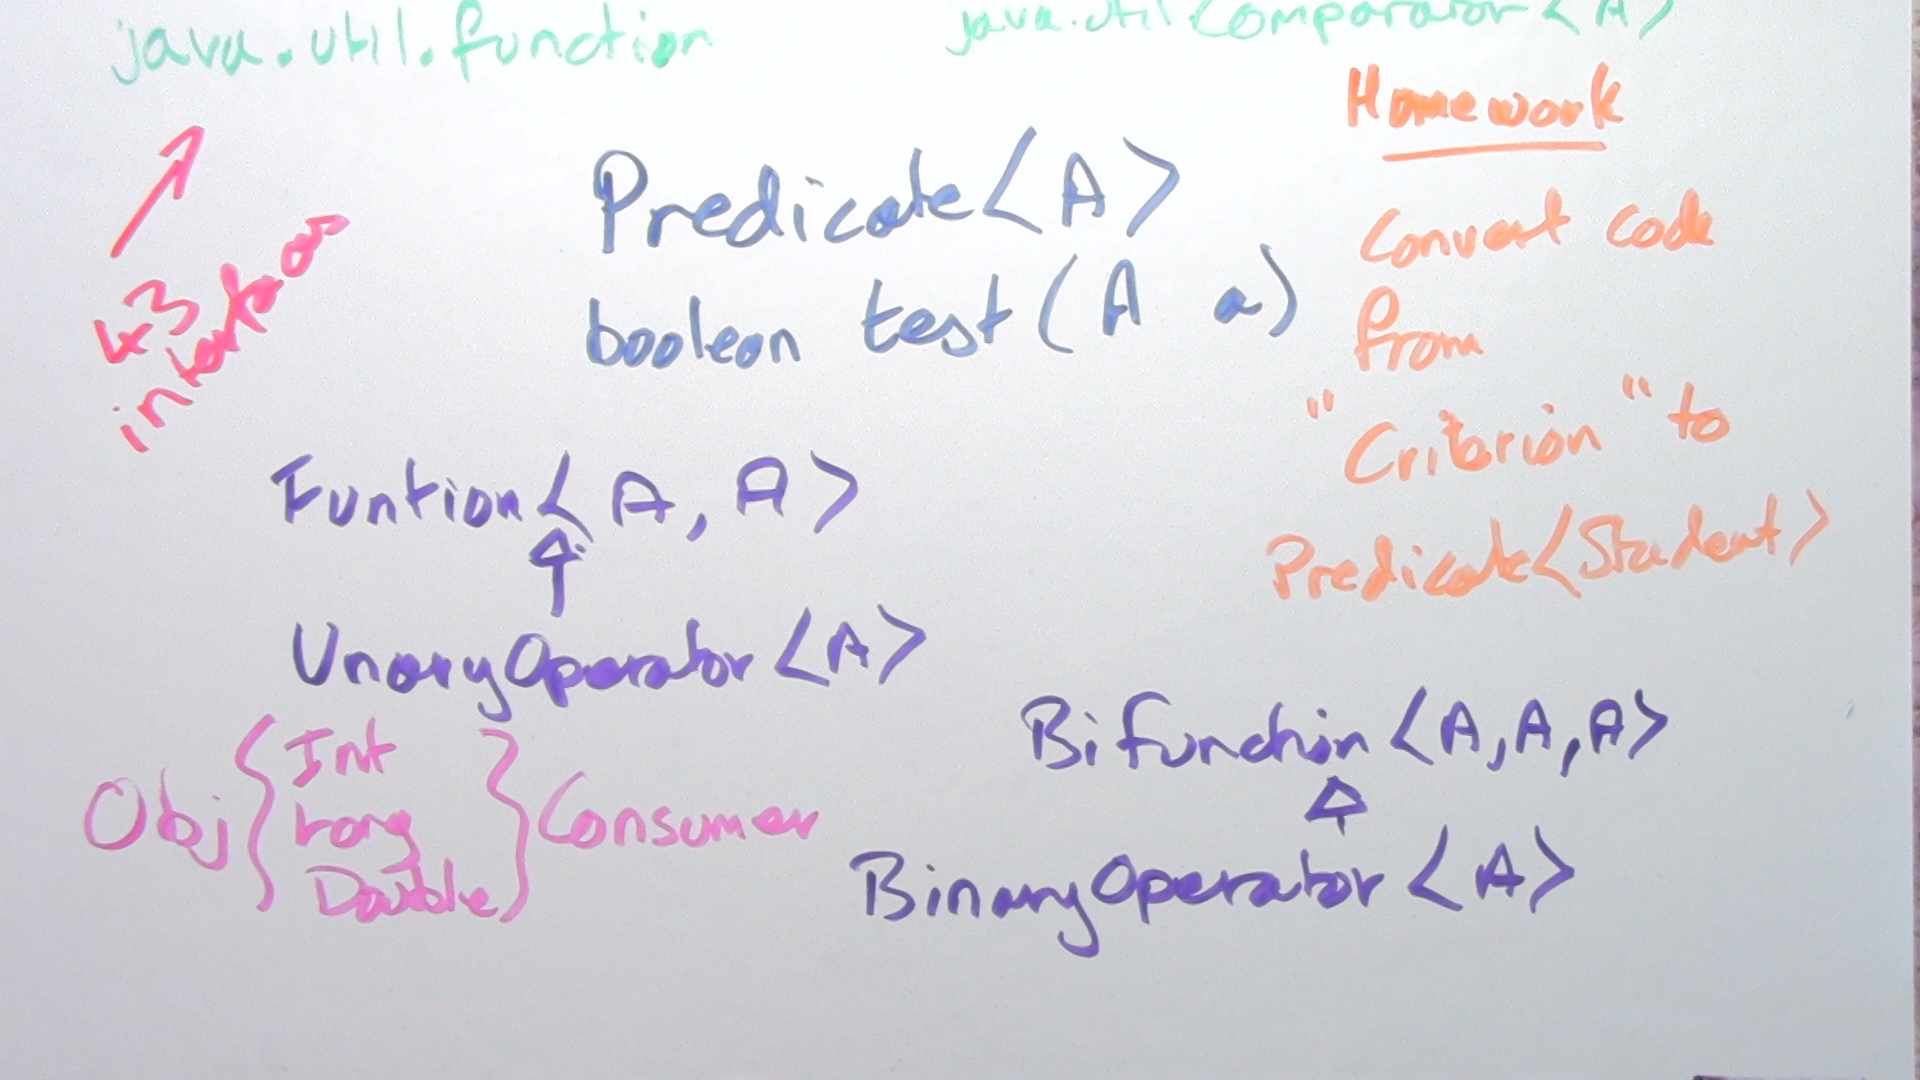 java.util.function
java.util.Comparator<A>
Homework
Predicate<A>
boolean test(A a)
43
interfaces
Convert code
from
"Criterion" to
Predicate<Student>
Funtion<A, A>
UnaryOperator<A>
Obj { Int Long Double } Consumer
Bifunction<A,A,A>
BinaryOperator<A>